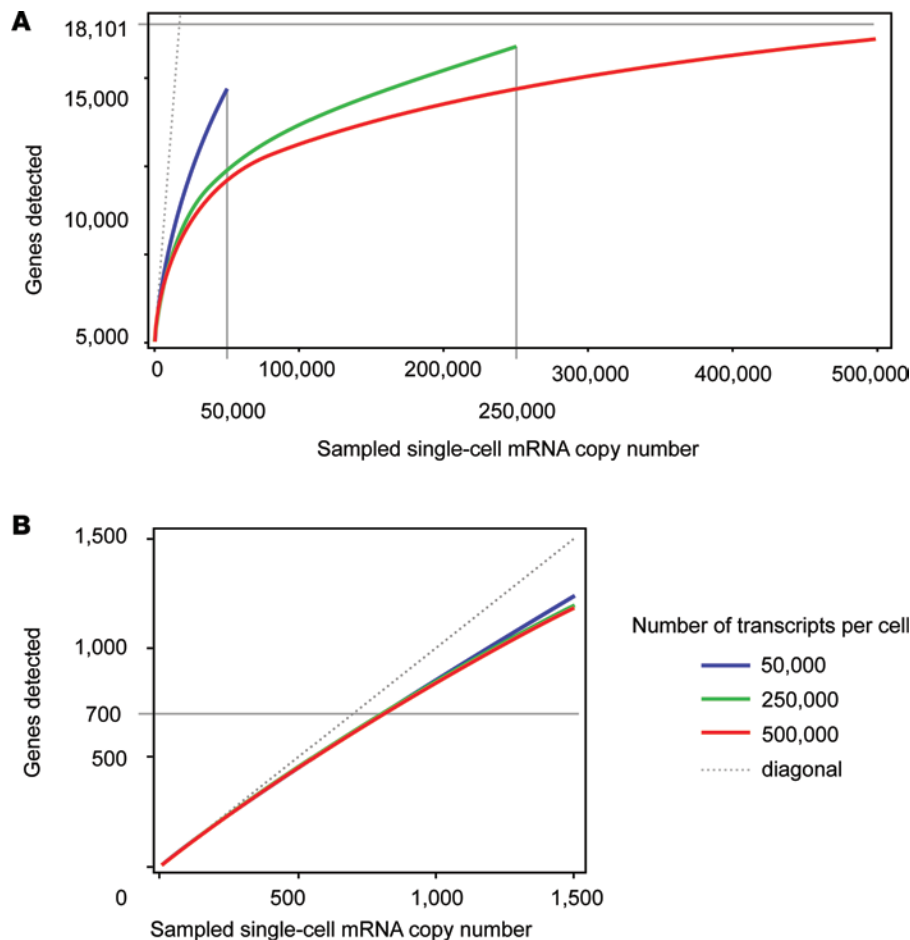 A
18,101
15,000
10,000
5,000
Genes detected
0
100,000
200,000
300,000
400,000
500,000
50,000
250,000
Sampled single-cell mRNA copy number
B
1,500
1,000
700
500
0
Genes detected
500
1,000
1,500
Sampled single-cell mRNA copy number
Number of transcripts per cell
50,000
250,000
500,000
diagonal